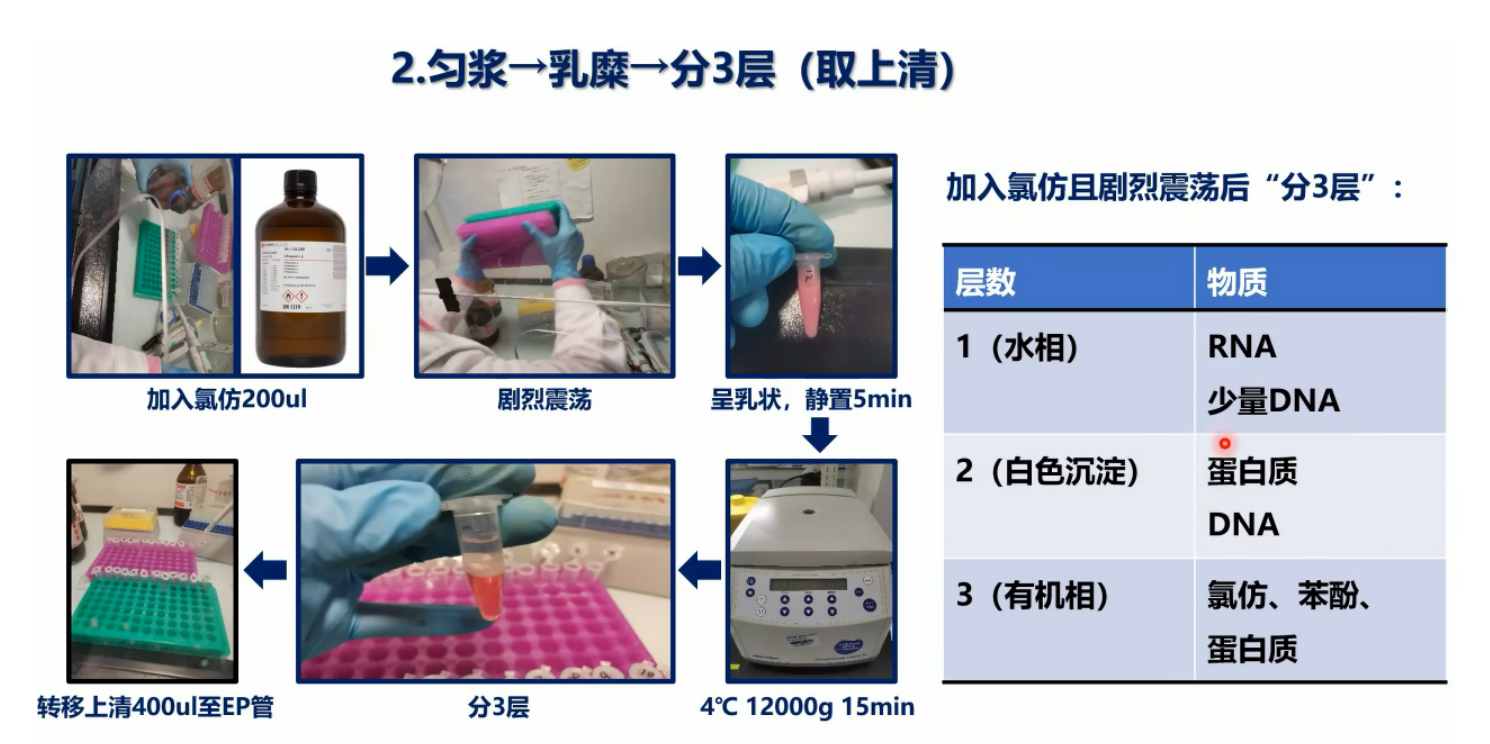 2.匀浆→乳糜→分3层（取上清）
加入氯仿200ul
剧烈震荡
呈乳状，静置5min
4℃ 12000g 15min
分3层
转移上清400ul至EP管
加入氯仿且剧烈震荡后“分3层”：
层数 物质
1（水相） RNA
少量DNA
2（白色沉淀） 蛋白质
DNA
3（有机相） 氯仿、苯酚、
蛋白质